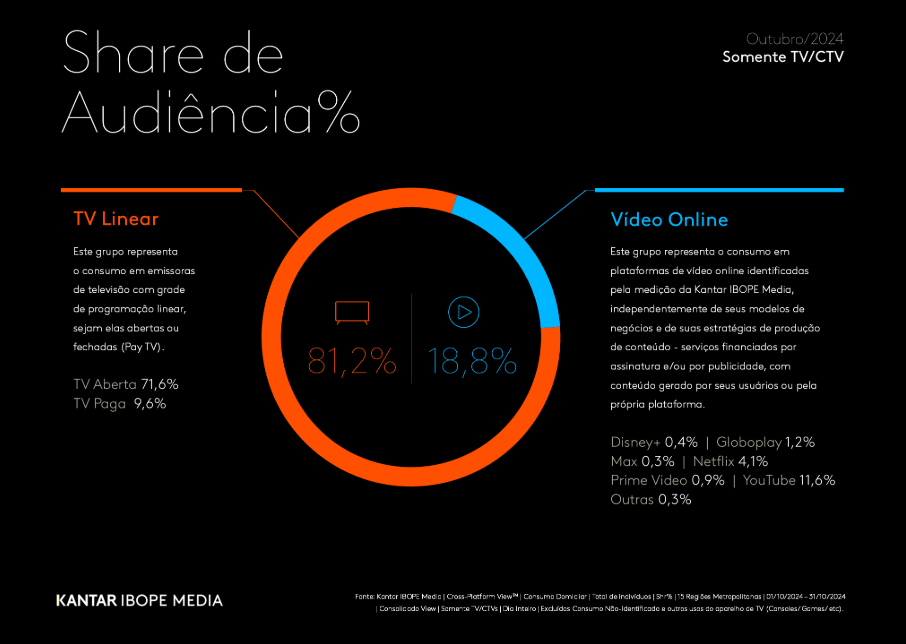 Share de
Audiência%
Outubro/2024
Somente TV/CTV
TV Linear
Este grupo representa
o consumo em emissoras
de televisão com grade
de programação linear,
sejam elas abertas ou
fechadas (Pay TV).
TV Aberta 71,6%
TV Paga 9,6%
81,2%
18,8%
Vídeo Online
Este grupo representa o consumo em
plataformas de vídeo online identificadas
pela medição da Kantar IBOPE Media,
independentemente de seus modelos de
negócios e de suas estratégias de produção
de conteúdo - serviços financiados por
assinatura e/ou por publicidade, com
conteúdo gerado por seus usuários ou pela
própria plataforma.
Disney+ 0,4% | Globoplay 1,2%
Max 0,3% | Netflix 4,1%
Prime Video 0,9% | YouTube 11,6%
Outras 0,3%
KANTAR IBOPE MEDIA
Fonte: Kantar IBOPE Media | Cross-Platform View™ | Consumo Domiciliar | Total de Indivíduos | Shr% | 15 Regiões Metropolitanas | 01/10/2024 – 31/10/2024
| Consolidado View | Somente TV/CTVs | Dia Inteiro | Excluídos Consumo Não-Identificado e outros usos do aparelho de TV (Consoles/ Games/ etc).